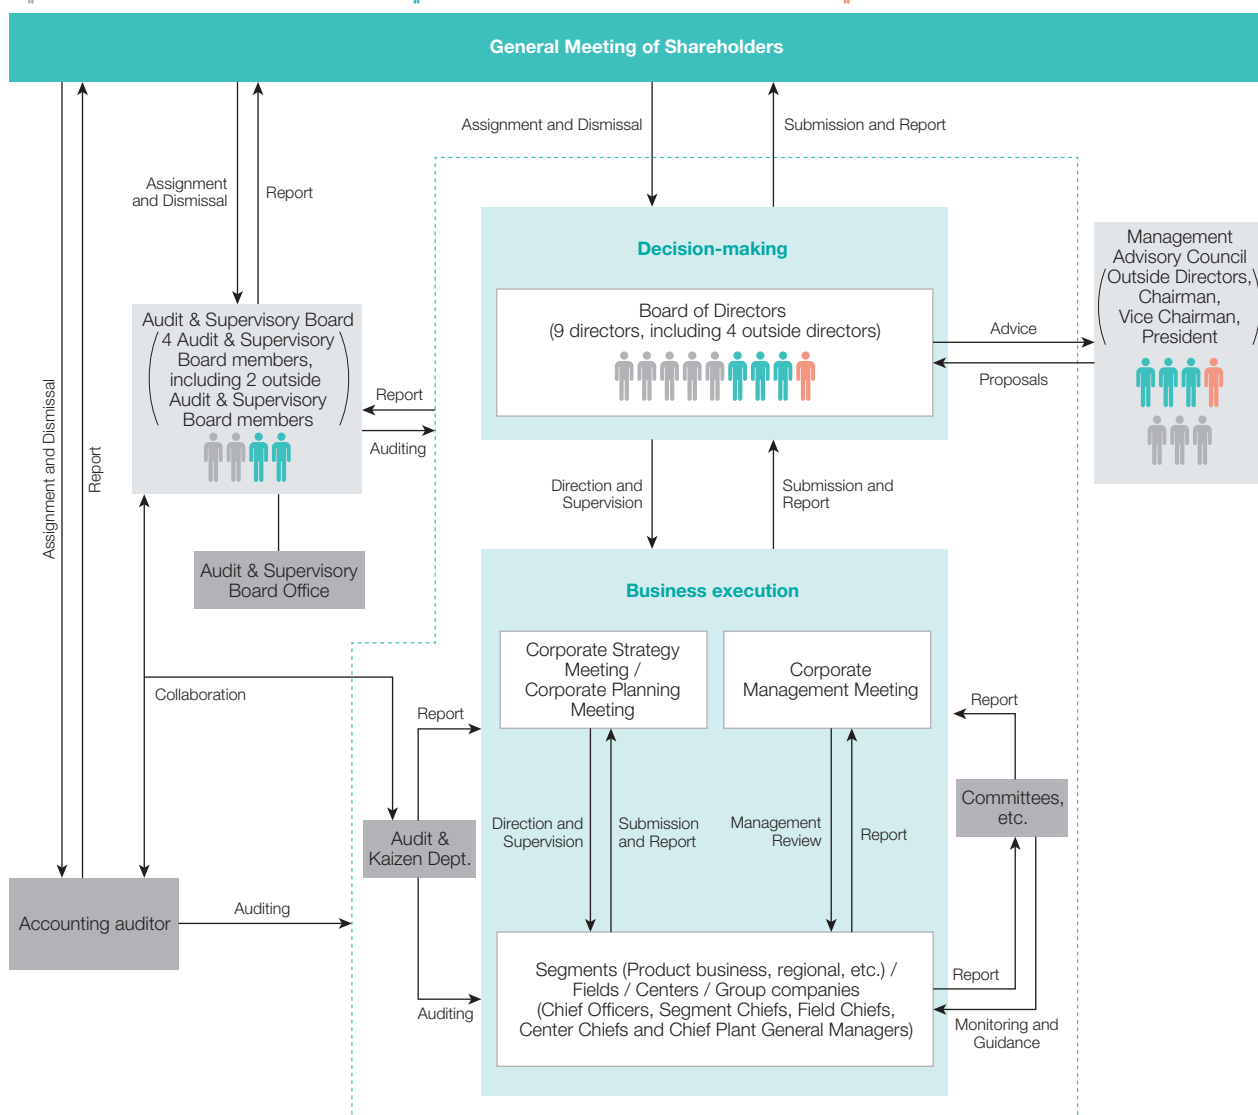 General Meeting of Shareholders
Assignment and Dismissal
Submission and Report
Assignment
and Dismissal
Report
Decision-making
Board of Directors
(9 directors, including 4 outside directors)
Management
Advisory Council
(Outside Directors,
Chairman,
Vice Chairman,
President)
Advice
Proposals
Audit & Supervisory Board
(4 Audit & Supervisory
Board members,
including 2 outside
Audit & Supervisory
Board members)
Report
Auditing
Assignment and Dismissal
Report
Direction and
Supervision
Submission and
Report
Audit & Supervisory
Board Office
Business execution
Corporate Strategy
Meeting /
Corporate Planning
Meeting
Corporate
Management Meeting
Collaboration
Report
Report
Committees,
etc.
Audit &
Kaizen Dept.
Direction and
Supervision
Submission
and Report
Management
Review
Report
Accounting auditor
Auditing
Segments (Product business, regional, etc.) /
Fields / Centers / Group companies
(Chief Officers, Segment Chiefs, Field Chiefs,
Center Chiefs and Chief Plant General Managers)
Auditing
Report
Monitoring and
Guidance